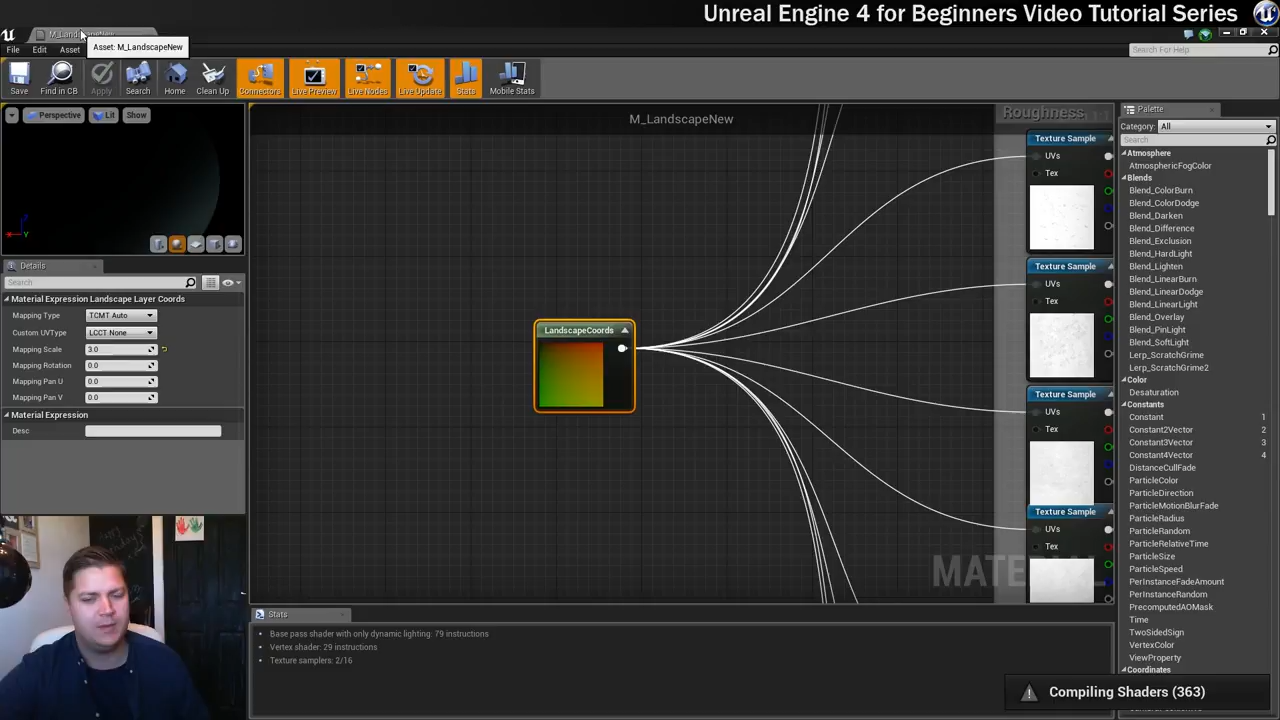 Unreal Engine 4 for Beginners Video Tutorial Series
M_LandscapeNew
Asset: M_LandscapeNew
File Edit Asset
Search For Help
Save Find in CB Apply Search Home Clean Up Connectors Live Preview Live Nodes Live Update Stats Mobile Stats
Perspective Lit Show
Details
Search
Material Expression Landscape Layer Coords
Mapping Type TCMT Auto
Custom UVType LCCT None
Mapping Scale 3.0
Mapping Rotation 0.0
Mapping Pan U 0.0
Mapping Pan V 0.0
Material Expression
Desc
M_LandscapeNew
LandscapeCoords
Roughness
Texture Sample
UVs
Tex
Texture Sample
UVs
Tex
Texture Sample
UVs
Tex
Texture Sample
UVs
Tex
Stats
Base pass shader with only dynamic lighting: 79 instructions
Vertex shader: 29 instructions
Texture samplers: 2/16
Palette
Category: All
Search
Atmosphere
AtmosphericFogColor
Blends
Blend_ColorBurn
Blend_ColorDodge
Blend_Darken
Blend_Difference
Blend_Exclusion
Blend_HardLight
Blend_Lighten
Blend_LinearBurn
Blend_LinearDodge
Blend_LinearLight
Blend_Overlay
Blend_PinLight
Blend_SoftLight
Lerp_ScratchGrime
Lerp_ScratchGrime2
Color
Desaturation
Constants
Constant 1
Constant2Vector 2
Constant3Vector 3
Constant4Vector 4
DistanceCullFade
ParticleColor
ParticleDirection
ParticleMotionBlurFade
ParticleRadius
ParticleRandom
ParticleRelativeTime
ParticleSize
ParticleSpeed
PerInstanceFadeAmount
PerInstanceRandom
PrecomputedAOMask
Time
TwoSidedSign
VertexColor
ViewProperty
Coordinates
Compiling Shaders (363)